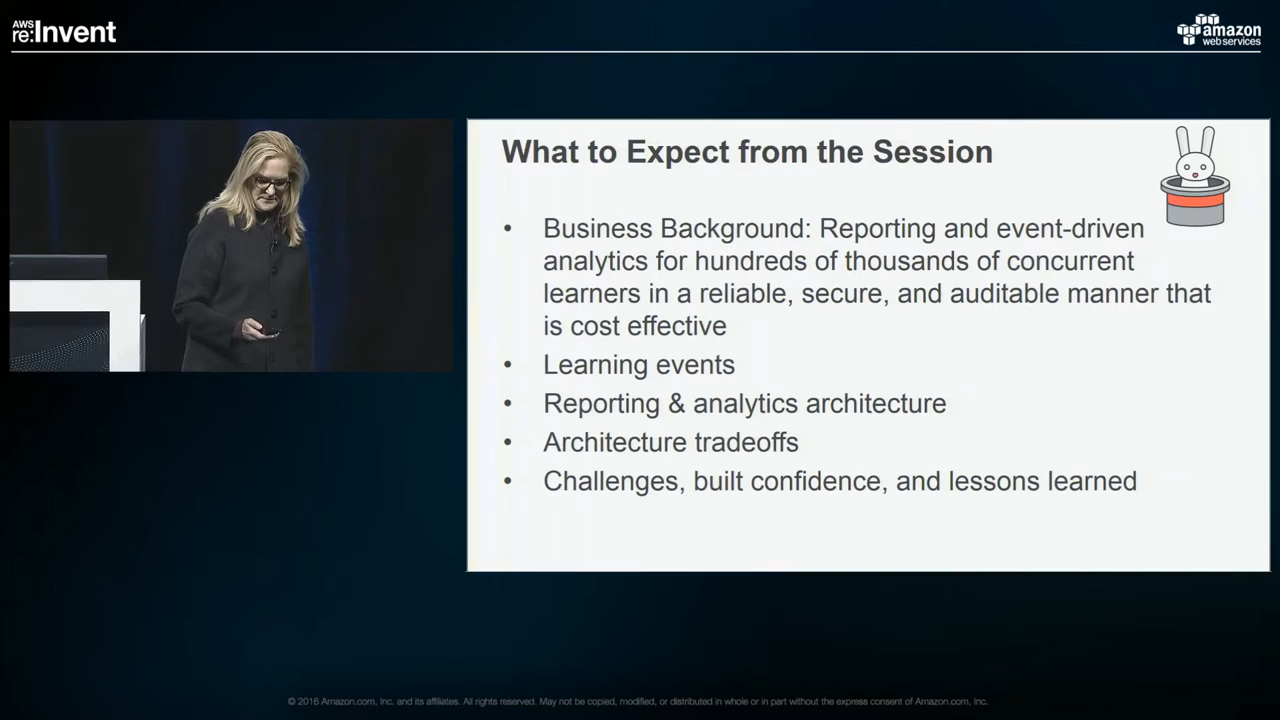 AWS
re:Invent
amazon
web services
What to Expect from the Session
• Business Background: Reporting and event-driven
analytics for hundreds of thousands of concurrent
learners in a reliable, secure, and auditable manner that
is cost effective
• Learning events
• Reporting & analytics architecture
• Architecture tradeoffs
• Challenges, built confidence, and lessons learned
© 2016 Amazon.com, Inc. and its affiliates. All rights reserved. May not be copied, modified, or distributed in whole or in part without the express consent of Amazon.com, Inc.